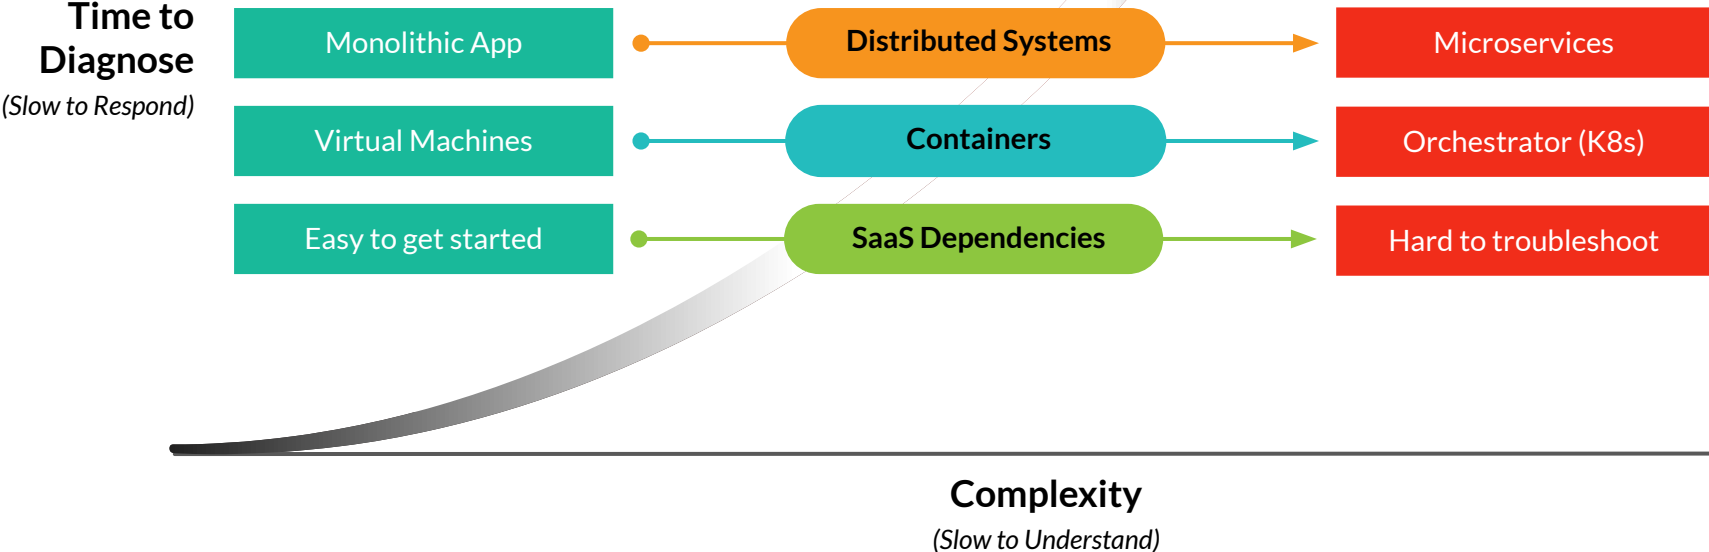 Time to
Diagnose
(Slow to Respond)
Monolithic App
Distributed Systems
Microservices
Virtual Machines
Containers
Orchestrator (K8s)
Easy to get started
SaaS Dependencies
Hard to troubleshoot
Complexity
(Slow to Understand)